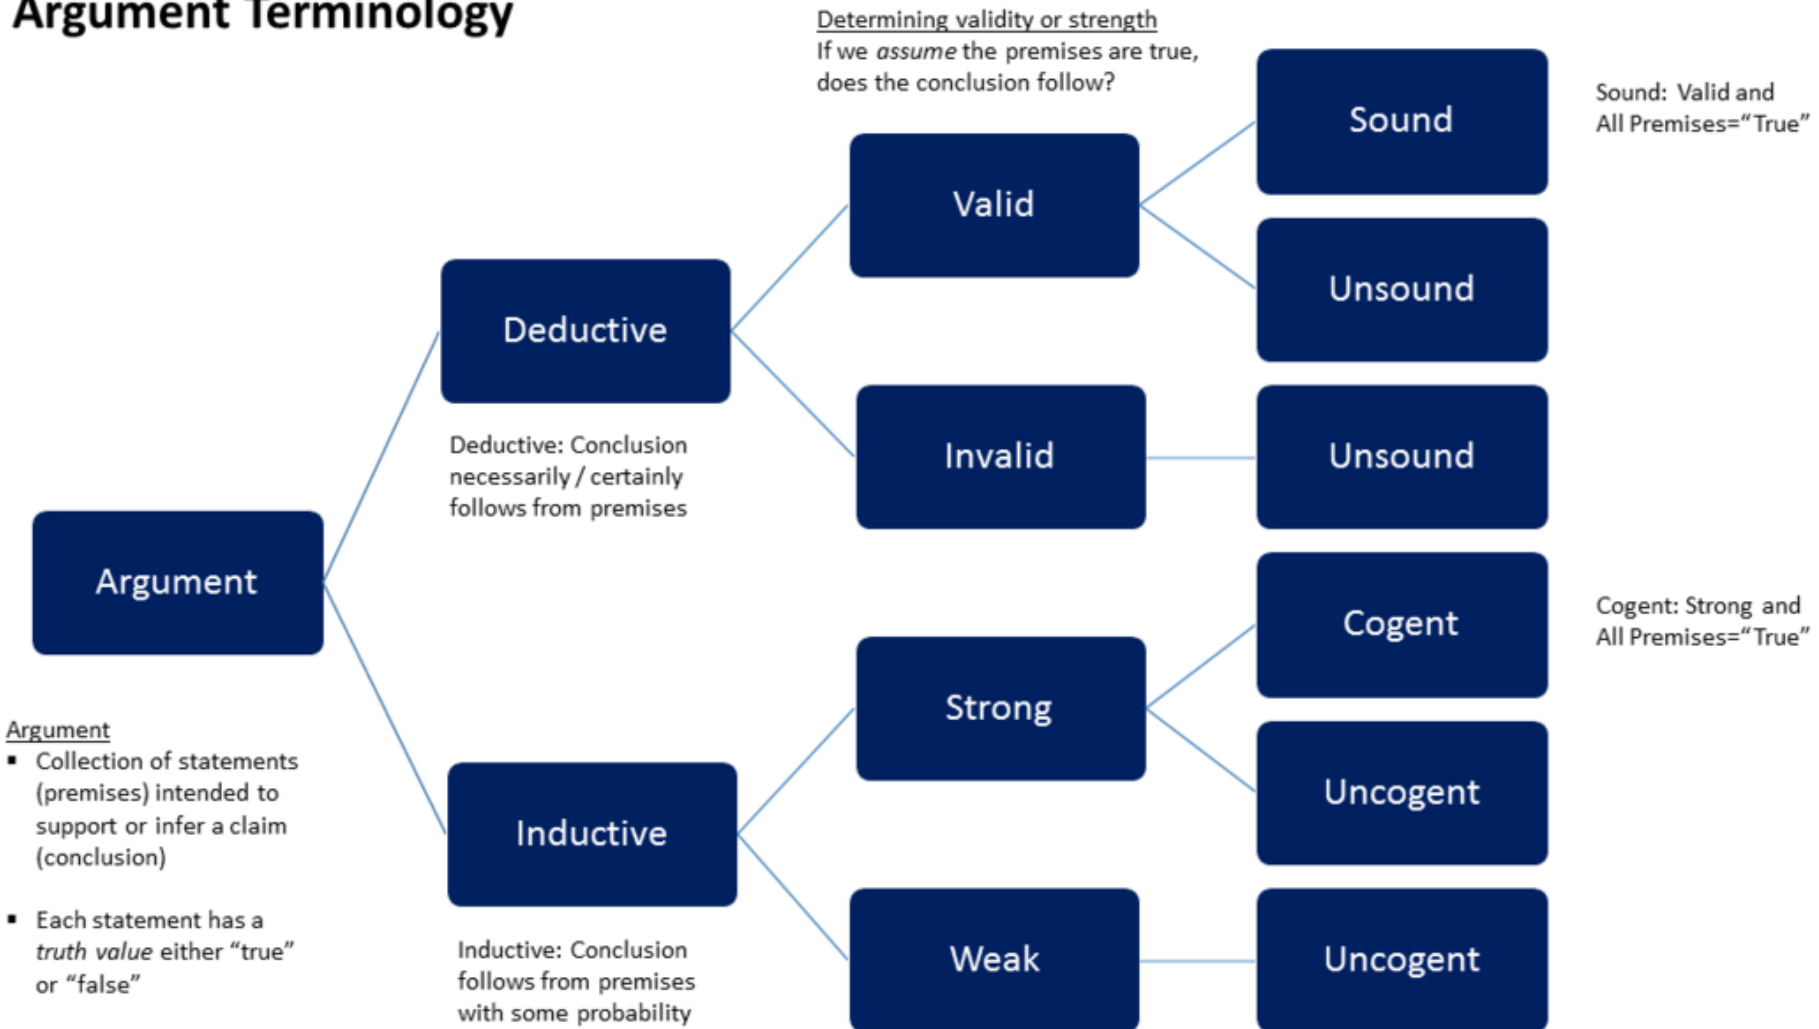 Argument Terminology
Determining validity or strength
If we assume the premises are true,
does the conclusion follow?
Sound
Sound: Valid and
All Premises=“True”
Valid
Unsound
Deductive
Deductive: Conclusion
necessarily / certainly
follows from premises
Invalid
Unsound
Argument
Argument
▪ Collection of statements
(premises) intended to
support or infer a claim
(conclusion)
▪ Each statement has a
truth value either “true”
or “false”
Cogent
Cogent: Strong and
All Premises=“True”
Strong
Uncogent
Inductive
Inductive: Conclusion
follows from premises
with some probability
Weak
Uncogent